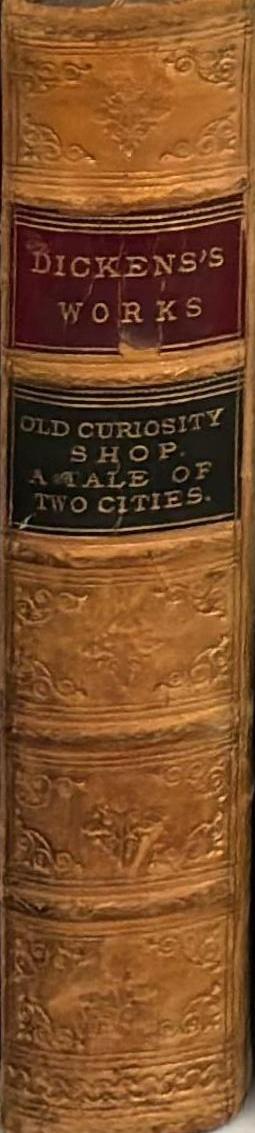 DICKENS'S
WORKS
OLD CURIOSITY
SHOP.
A TALE OF
TWO CITIES.